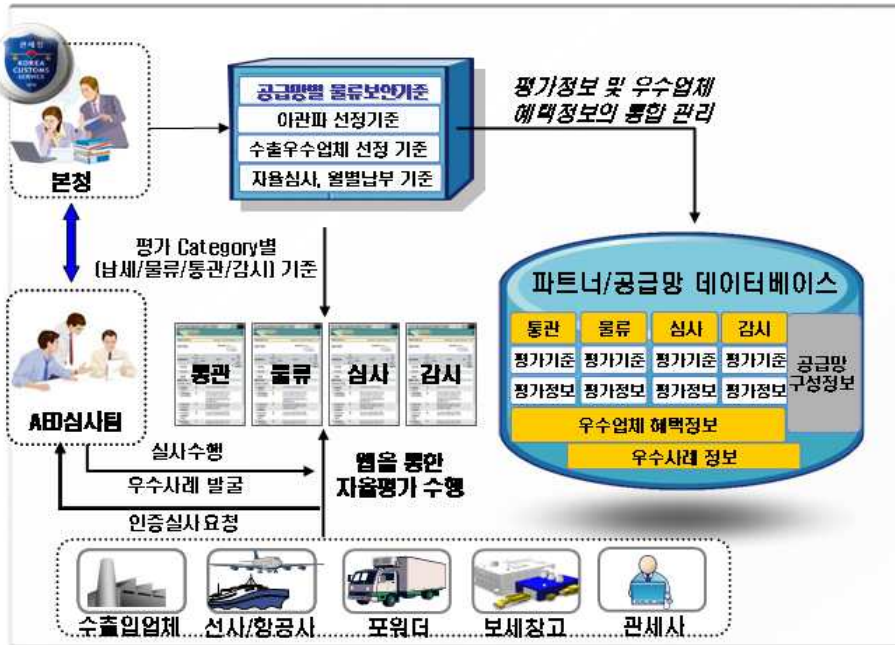 관세청
KOREA
CUSTOMS
SERVICE
본청
공급망별 물류보안기준
아관파 선정기준
수출우수업체 선정 기준
자율심사, 월별납부 기준
평가정보 및 우수업체
혜택정보의 통합 관리
평가 Category별
(납세/물류/통관/감시) 기준
AEO심사팀
통관 물류 심사 감시
파트너/공급망 데이터베이스
통관 물류 심사 감시
평가기준 평가기준 평가기준 평가기준
평가정보 평가정보 평가정보 평가정보
공급망
구성정보
우수업체 혜택정보
우수사례 정보
실사수행
우수사례 발굴
인증실사요청
웹을 통한
자율평가 수행
수출입업체 선사/항공사 포워더 보세창고 관세사